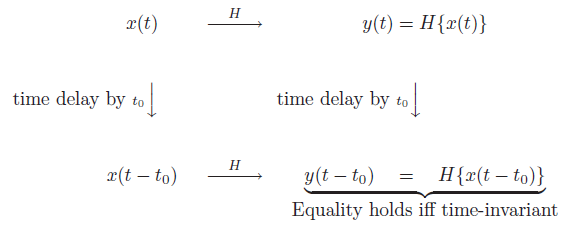 x(t) H y(t) = H{x(t)}
time delay by t₀ time delay by t₀
x(t − t₀) H y(t − t₀) = H{x(t − t₀)}
Equality holds iff time-invariant